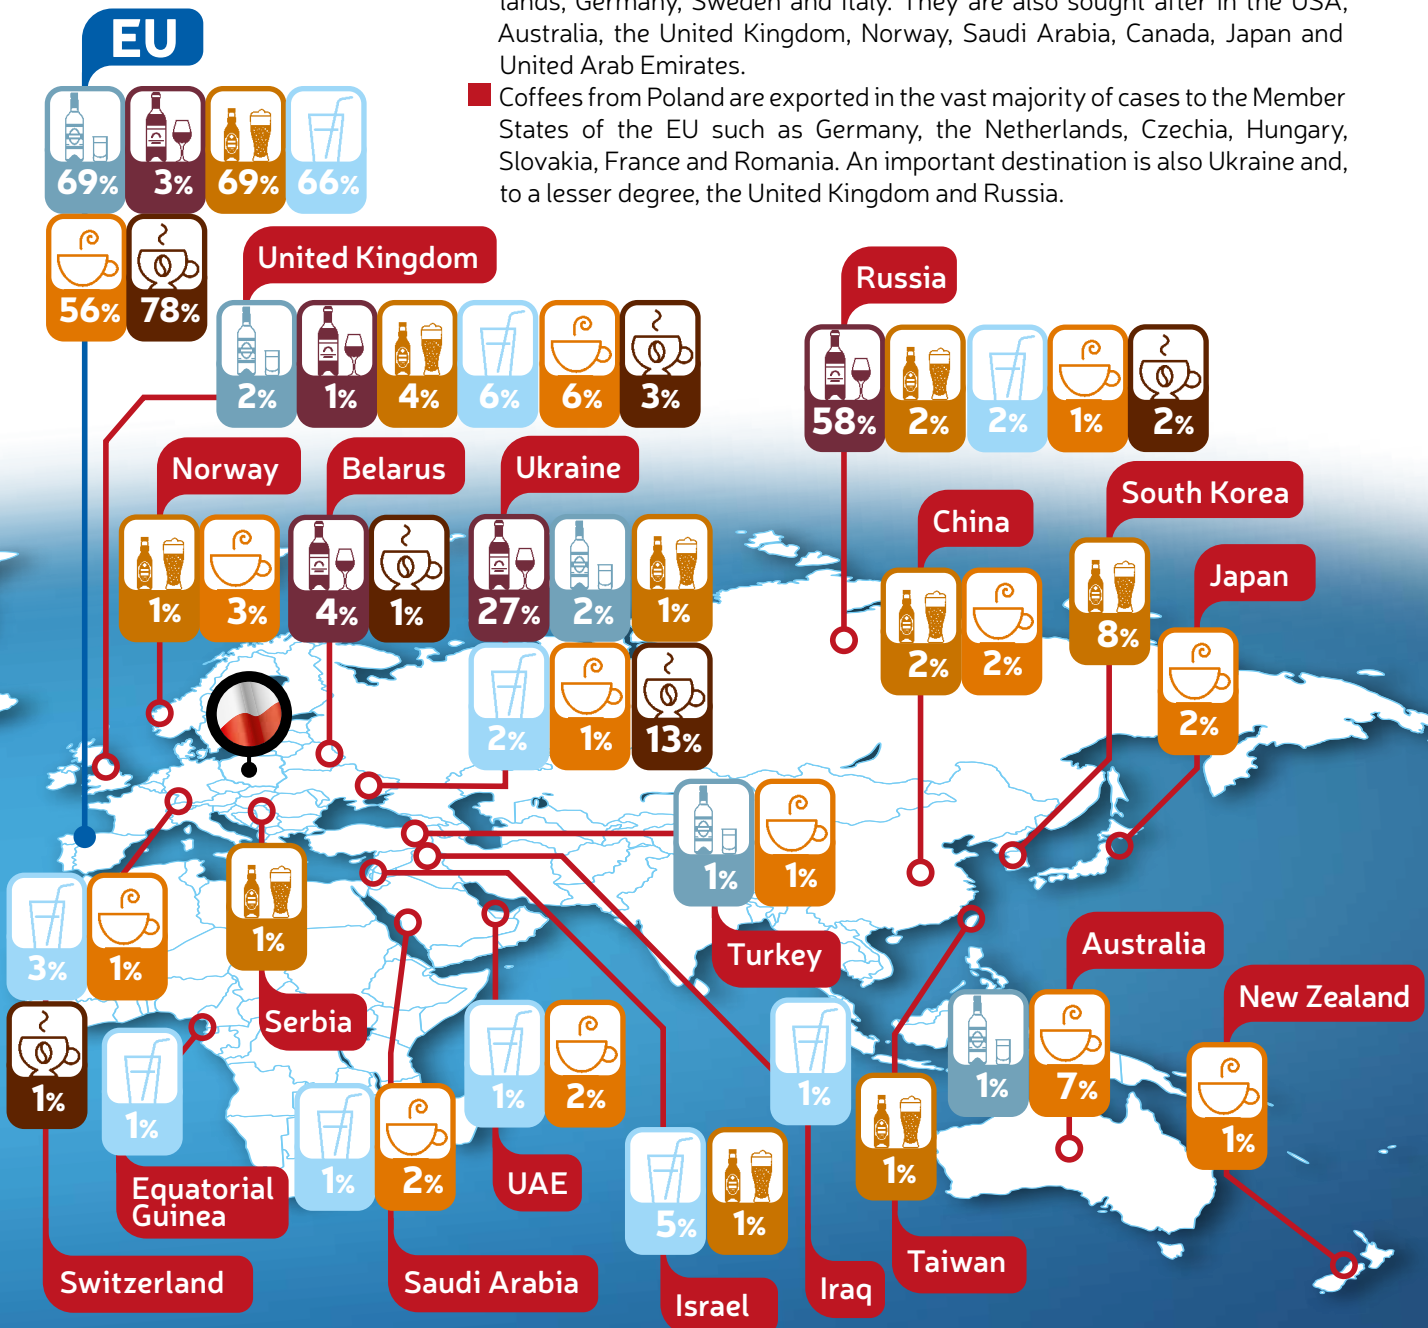 lands, Germany, Sweden and Italy. They are also sought after in the USA,
Australia, the United Kingdom, Norway, Saudi Arabia, Canada, Japan and
United Arab Emirates.
Coffees from Poland are exported in the vast majority of cases to the Member
States of the EU such as Germany, the Netherlands, Czechia, Hungary,
Slovakia, France and Romania. An important destination is also Ukraine and,
to a lesser degree, the United Kingdom and Russia.
EU
69% 3% 69% 66%
56% 78%
United Kingdom
2% 1% 4% 6% 6% 3%
Russia
58% 2% 2% 1% 2%
Norway
1% 3%
Belarus
4% 1%
Ukraine
27% 2% 1%
2% 1% 13%
China
2% 2%
South Korea
8%
Japan
2%
1% 1%
Turkey
3% 1%
1%
Switzerland
1%
Serbia
1%
Equatorial
Guinea
1% 2%
Saudi Arabia
1% 2%
UAE
5% 1%
Israel
1%
Iraq
1%
Taiwan
Australia
1% 7%
New Zealand
1%